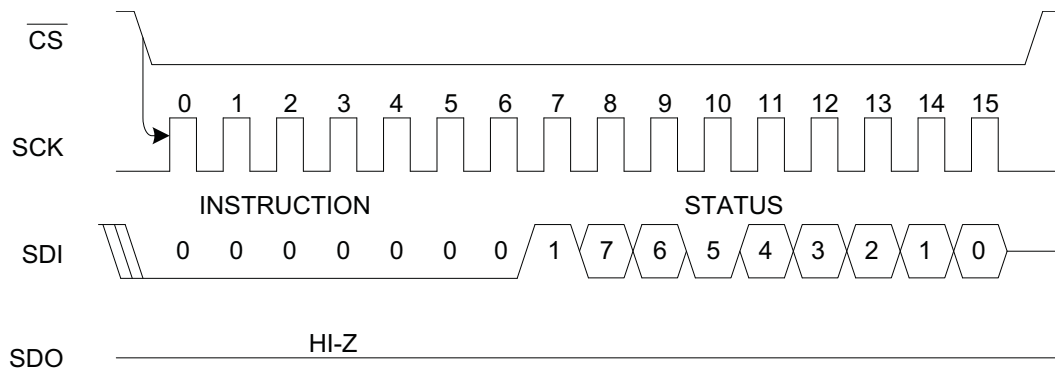 CS
0 1 2 3 4 5 6 7 8 9 10 11 12 13 14 15
SCK
INSTRUCTION STATUS
SDI 0 0 0 0 0 0 0 1 7 6 5 4 3 2 1 0
HI-Z
SDO